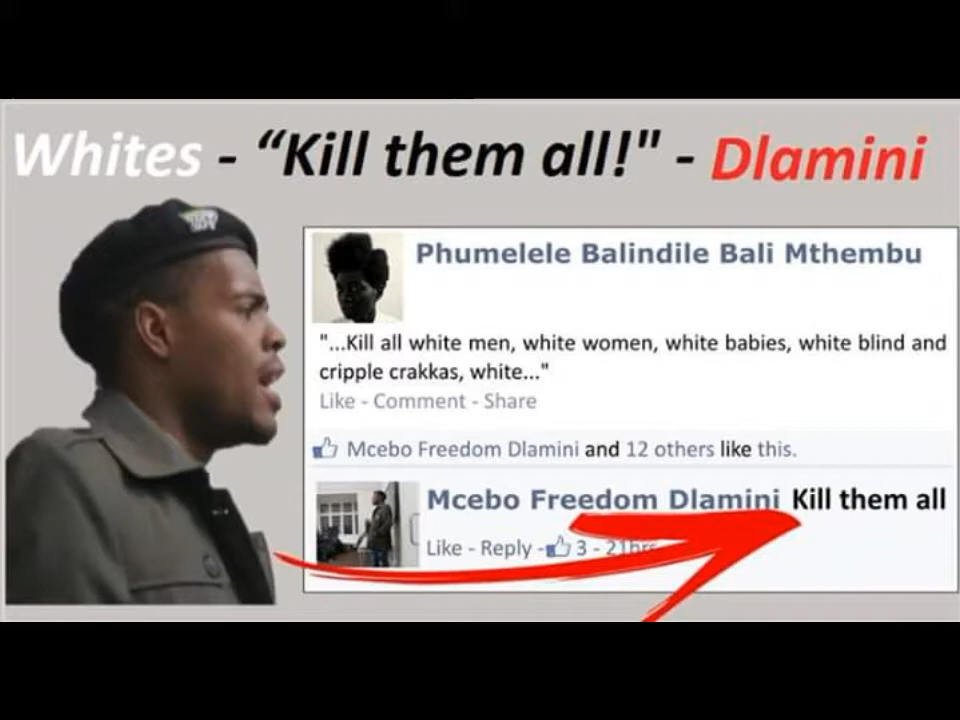 Whites - “Kill them all!" - Dlamini
Phumelele Balindile Bali Mthembu
"...Kill all white men, white women, white babies, white blind and
cripple crakkas, white..."
Like - Comment - Share
Mcebo Freedom Dlamini and 12 others like this.
Mcebo Freedom Dlamini Kill them all
Like - Reply - 3 - 21hrs